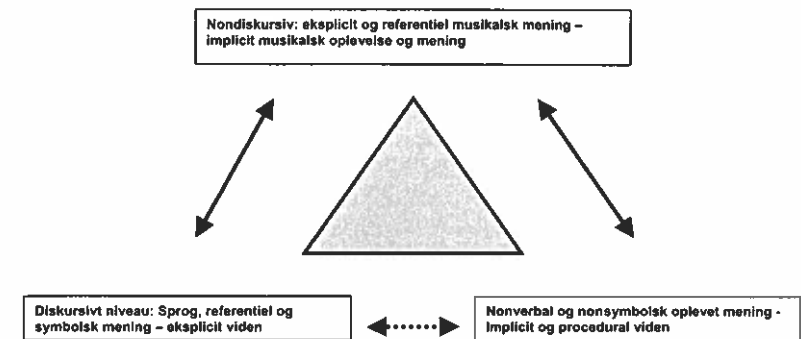 Nondiskursiv: eksplicit og referentiel musikalsk mening –
implicit musikalsk oplevelse og mening
Diskursivt niveau: Sprog, referentiel og
symbolsk mening – eksplicit viden
Nonverbal og nonsymbolsk oplevet mening -
Implicit og procedural viden